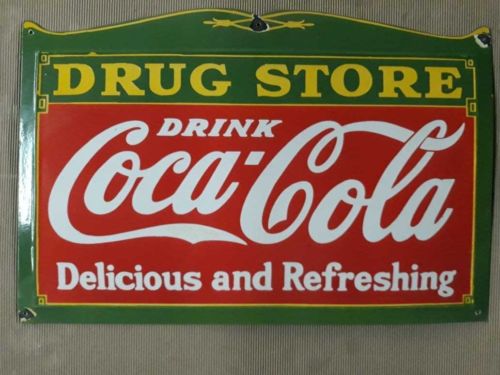 DRUG STORE
DRINK
Coca-Cola
Delicious and Refreshing